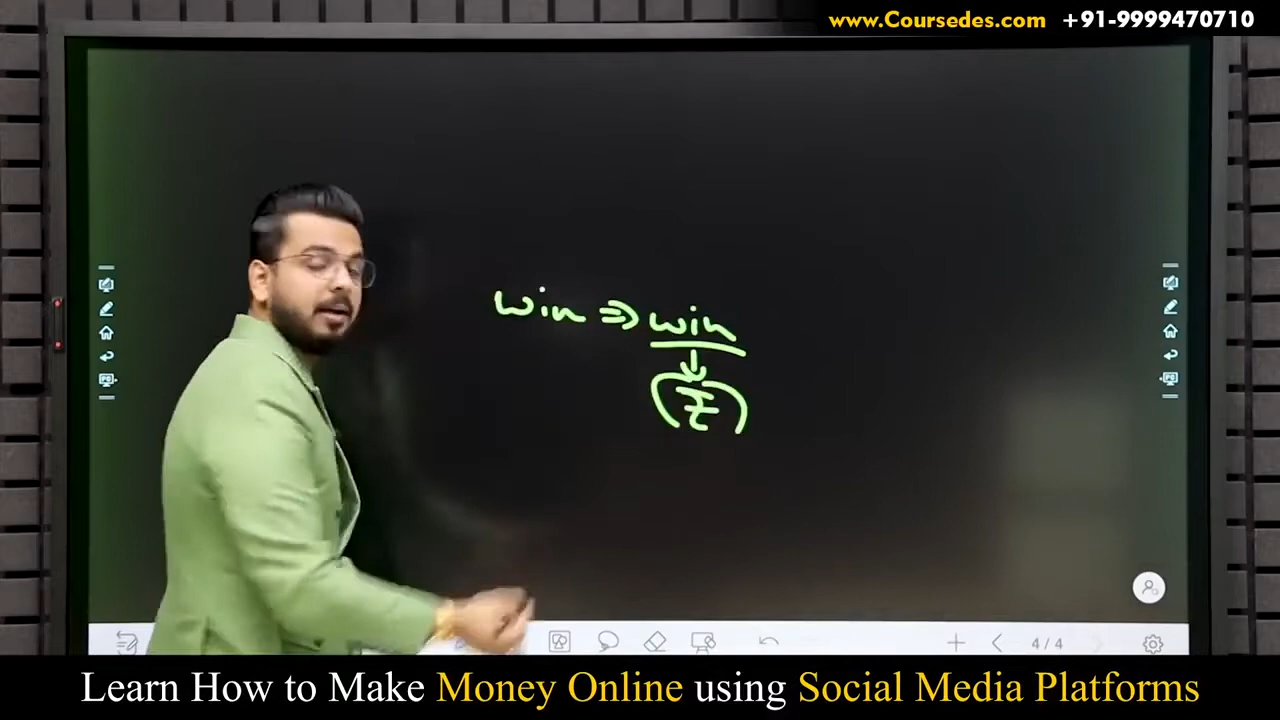 www.Coursedes.com +91-9999470710
win ⇒ win
↓
(₹)
4/4
Learn How to Make Money Online using Social Media Platforms